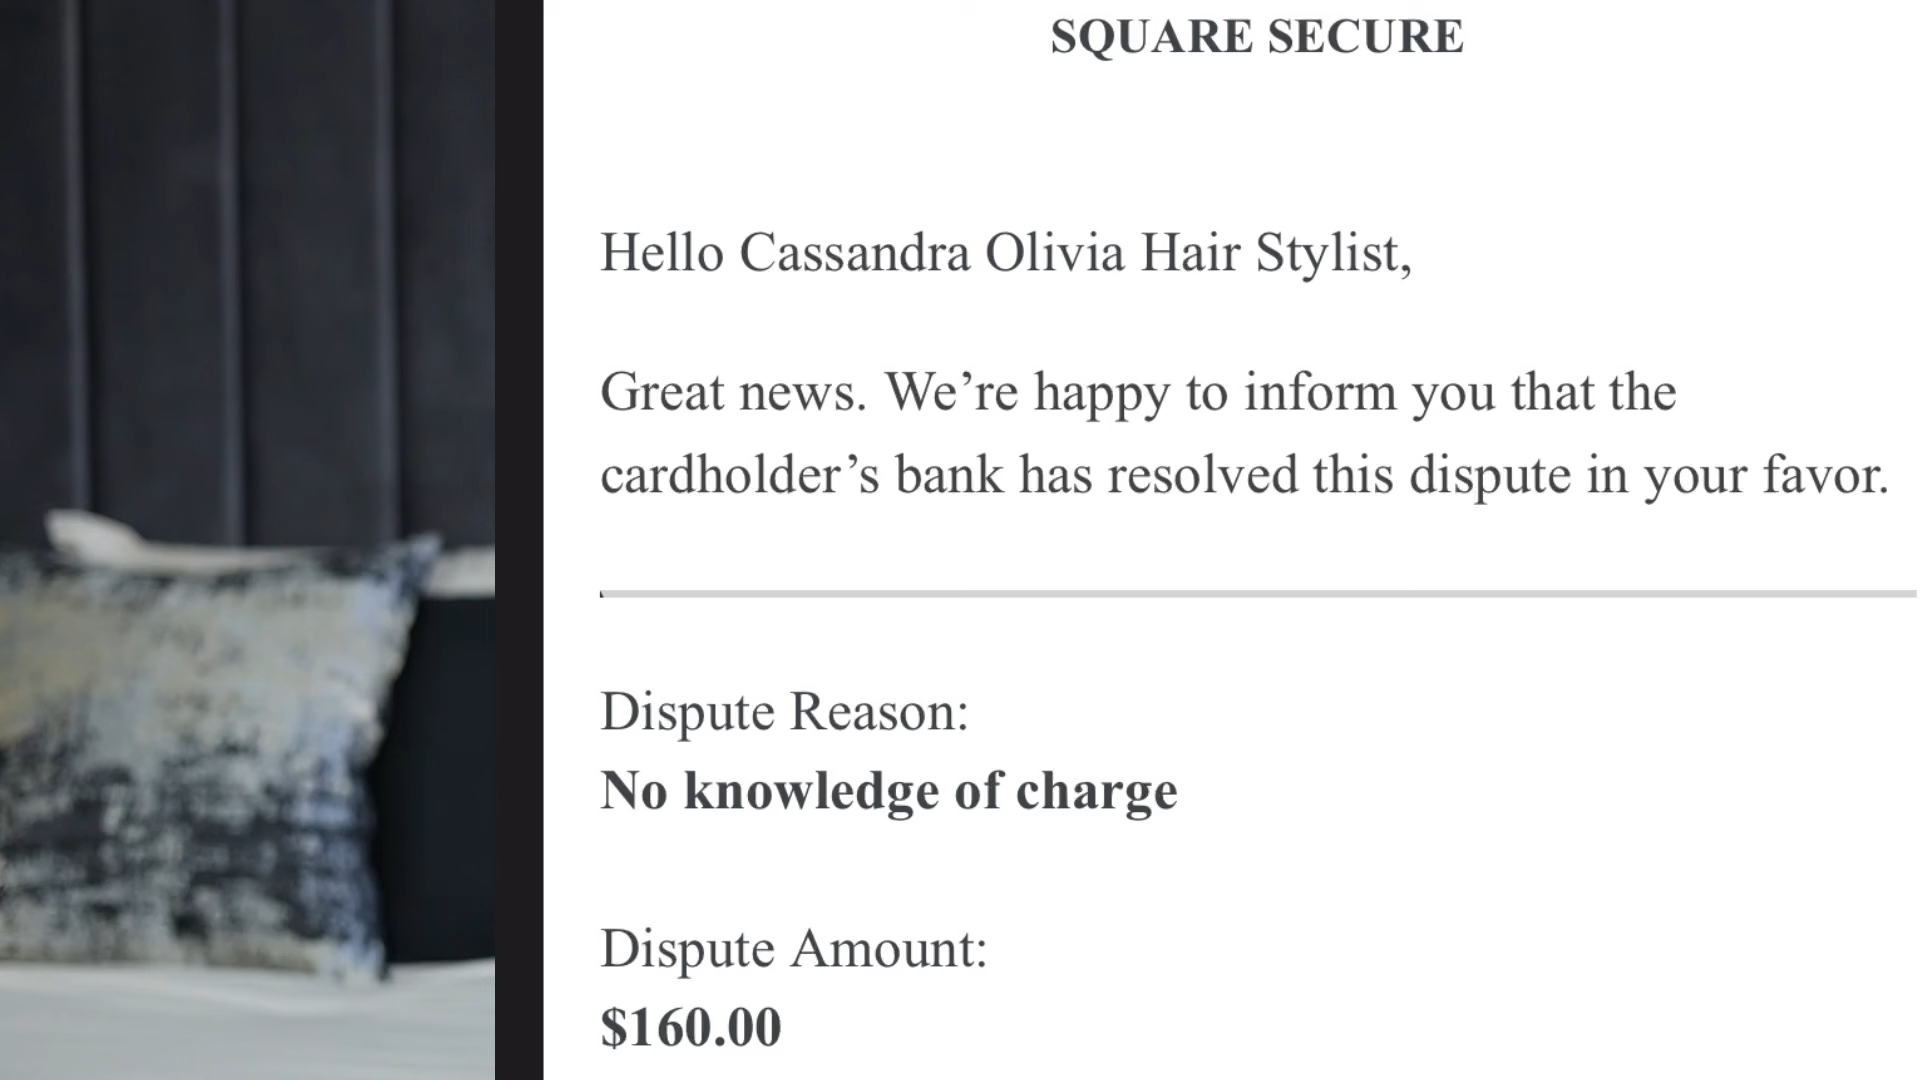 SQUARE SECURE
Hello Cassandra Olivia Hair Stylist,
Great news. We’re happy to inform you that the
cardholder’s bank has resolved this dispute in your favor.
Dispute Reason:
No knowledge of charge
Dispute Amount:
$160.00